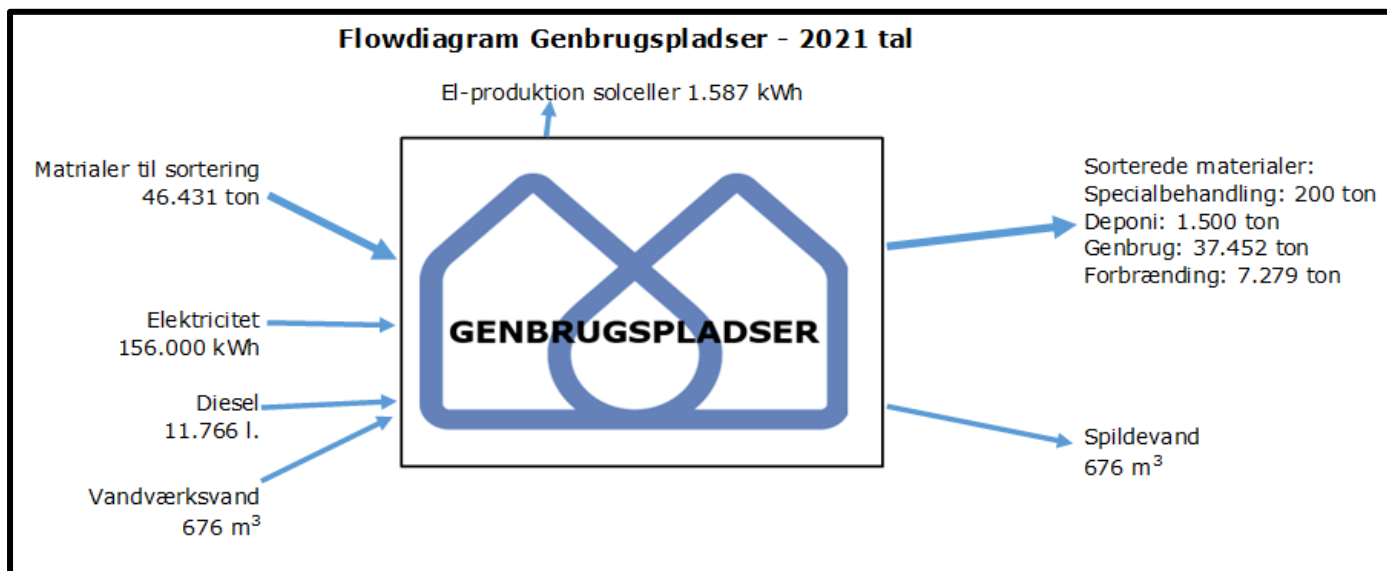 Flowdiagram Genbrugspladser - 2021 tal
El-produktion solceller 1.587 kWh
Matrialer til sortering
46.431 ton
Elektricitet
156.000 kWh
Diesel
11.766 l.
Vandværksvand
676 m³
GENBRUGSPLADSER
Sorterede materialer:
Specialbehandling: 200 ton
Deponi: 1.500 ton
Genbrug: 37.452 ton
Forbrænding: 7.279 ton
Spildevand
676 m³